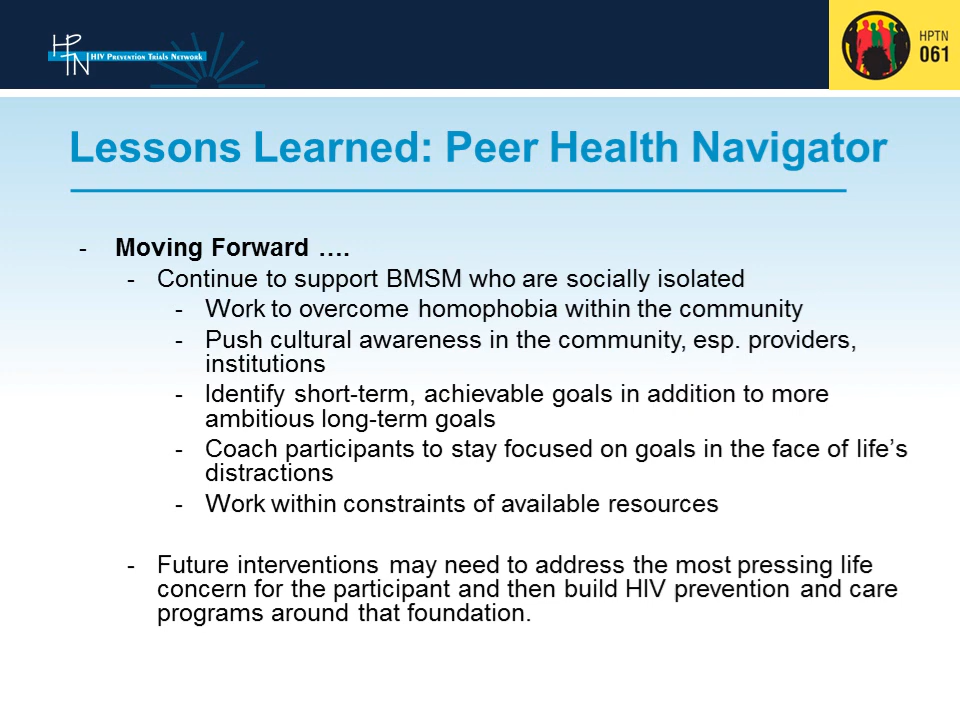 HPTN
HIV Prevention Trials Network
HPTN
061
Lessons Learned: Peer Health Navigator
- Moving Forward ….
- Continue to support BMSM who are socially isolated
- Work to overcome homophobia within the community
- Push cultural awareness in the community, esp. providers,
institutions
- Identify short-term, achievable goals in addition to more
ambitious long-term goals
- Coach participants to stay focused on goals in the face of life’s
distractions
- Work within constraints of available resources
- Future interventions may need to address the most pressing life
concern for the participant and then build HIV prevention and care
programs around that foundation.